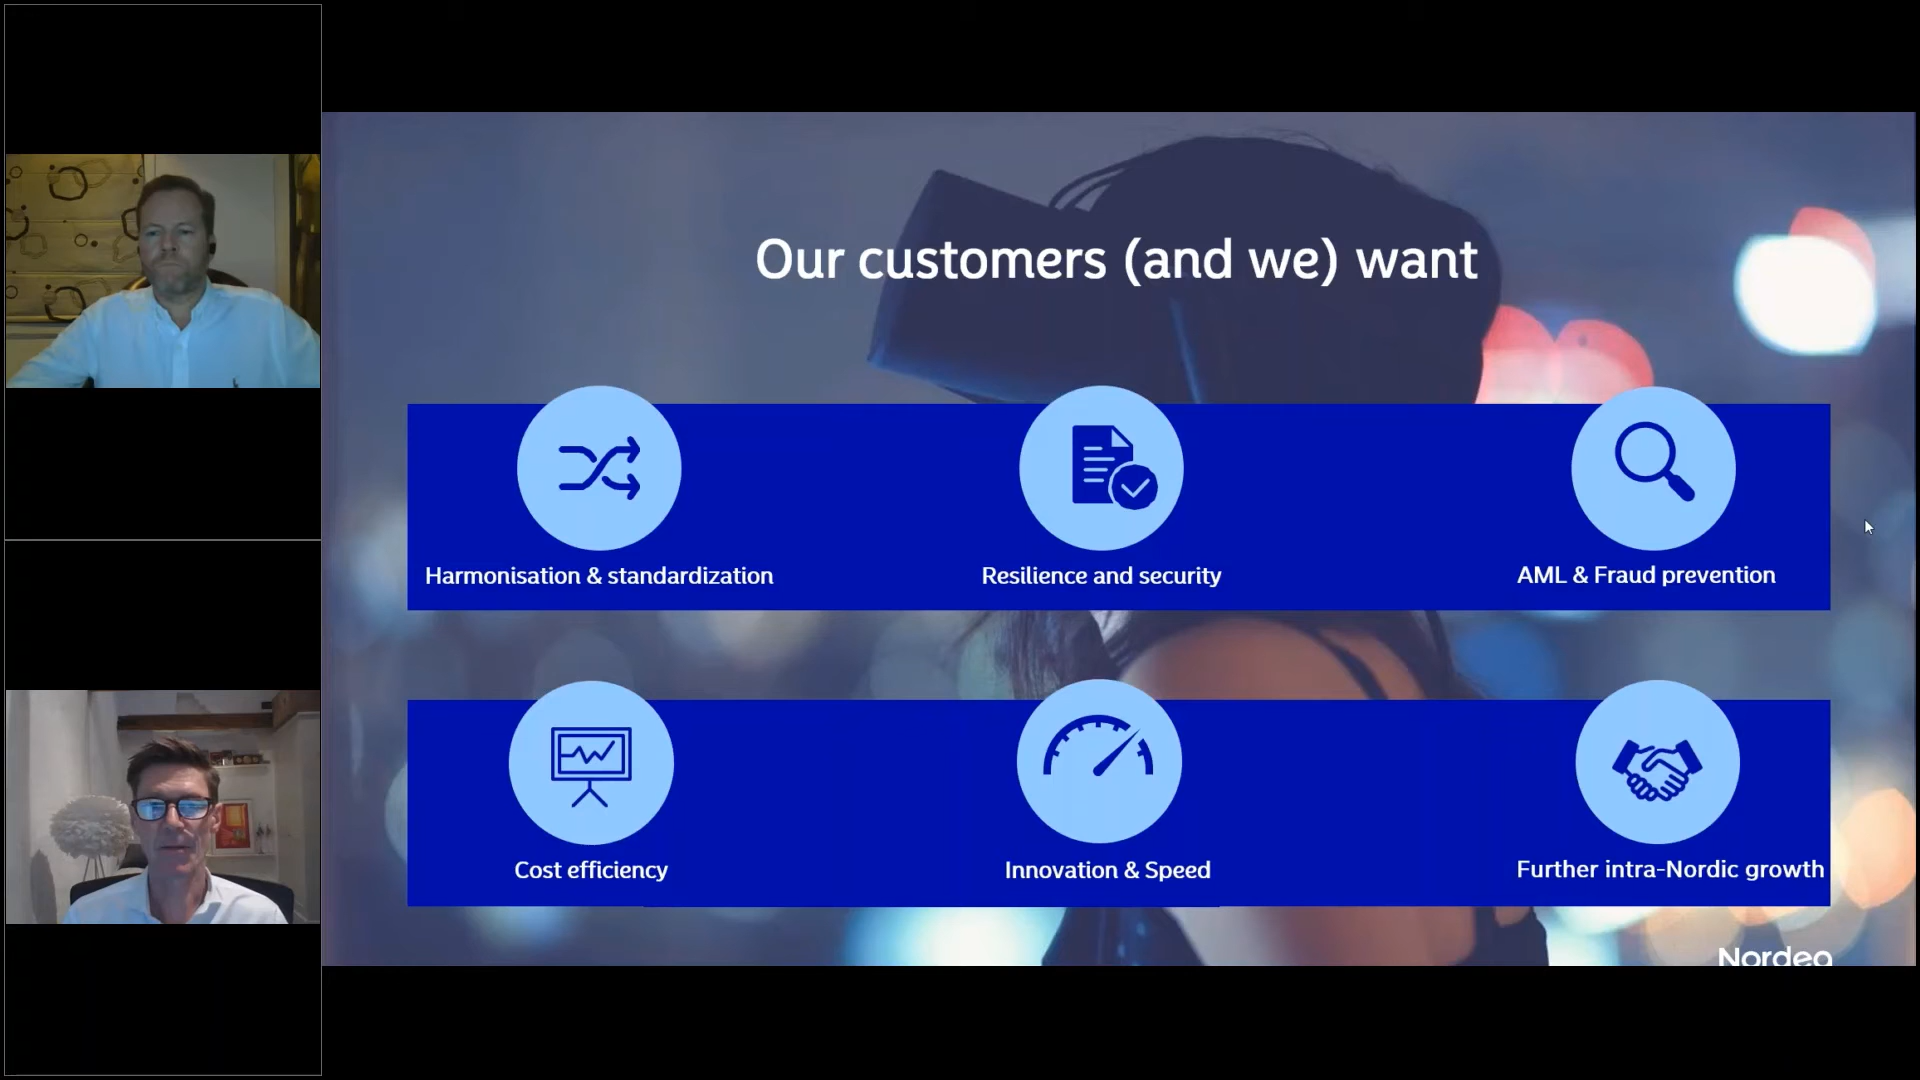 Our customers (and we) want
Harmonisation & standardization
Resilience and security
AML & Fraud prevention
Cost efficiency
Innovation & Speed
Further intra-Nordic growth
Nordea